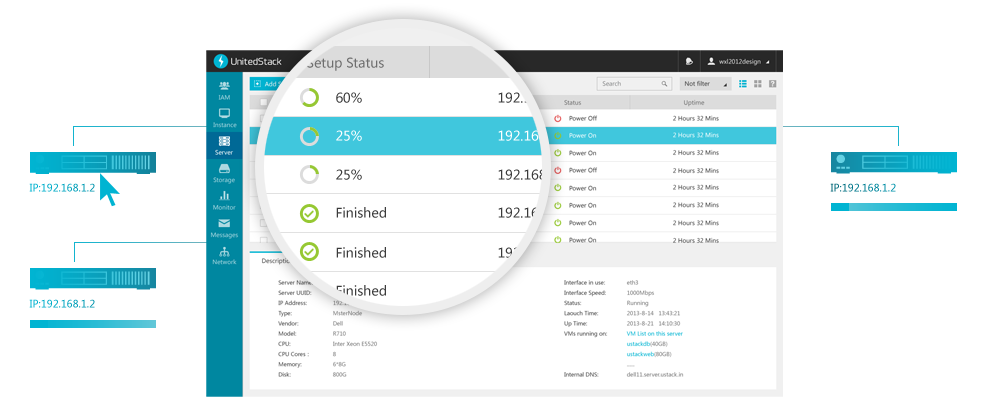 UnitedStack
wxl2012design
Setup Status
Add
Search
Not filter
IAM
Instance
Server
Storage
Monitor
Messages
Network
Status
Uptime
60%
192.
Power Off
2 Hours 32 Mins
25%
192.16
Power On
2 Hours 32 Mins
Power On
2 Hours 32 Mins
25%
192.168
Power Off
2 Hours 32 Mins
Power On
2 Hours 32 Mins
Finished
192.16
Power On
2 Hours 32 Mins
Power On
2 Hours 32 Mins
Finished
192
Power On
2 Hours 32 Mins
Finished
IP:192.168.1.2
IP:192.168.1.2
IP:192.168.1.2
Server Name
Server UUID:
IP Address:
Type: MsterNode
Vendor: Dell
Model: R710
CPU: Inter Xeon E5520
CPU Cores : 8
Memory: 6*8G
Disk: 800G
Interface in use: eth3
Interface Speed: 1000Mbps
Status: Running
Laouch Time: 2013-8-14 13:43:21
Up Time: 2013-8-21 14:10:30
VMs running on: VM List on this server
ustackdb(40GB)
ustackweb(80GB)
......
Internal DNS: dell11.server.ustack.in